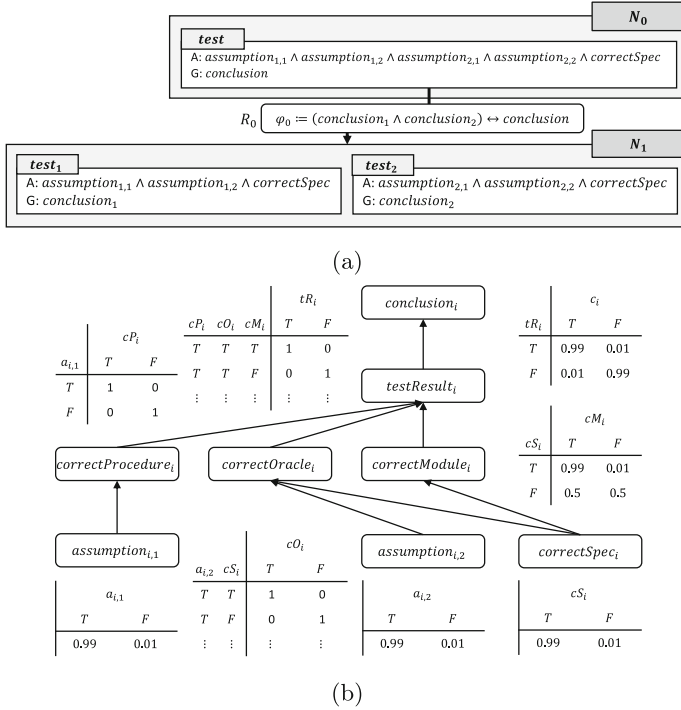 N₀
test
A: assumption₁,₁ ∧ assumption₁,₂ ∧ assumption₂,₁ ∧ assumption₂,₂ ∧ correctSpec
G: conclusion
R₀ φ₀ ≔ (conclusion₁ ∧ conclusion₂) ↔ conclusion
N₁
test₁
A: assumption₁,₁ ∧ assumption₁,₂ ∧ correctSpec
G: conclusion₁
test₂
A: assumption₂,₁ ∧ assumption₂,₂ ∧ correctSpec
G: conclusion₂
(a)
cPᵢ
aᵢ,₁ T F
T 1 0
F 0 1
tRᵢ
cPᵢ cOᵢ cMᵢ T F
T T T 1 0
T T F 0 1
⋮ ⋮ ⋮ ⋮ ⋮
conclusionᵢ
cᵢ
tRᵢ T F
T 0.99 0.01
F 0.01 0.99
testResultᵢ
cMᵢ
cSᵢ T F
T 0.99 0.01
F 0.5 0.5
correctProcedureᵢ
correctOracleᵢ
correctModuleᵢ
assumptionᵢ,₁
cOᵢ
aᵢ,₂ cSᵢ T F
T T 1 0
T F 0 1
⋮ ⋮ ⋮ ⋮
assumptionᵢ,₂
correctSpecᵢ
aᵢ,₁
T F
0.99 0.01
aᵢ,₂
T F
0.99 0.01
cSᵢ
T F
0.99 0.01
(b)